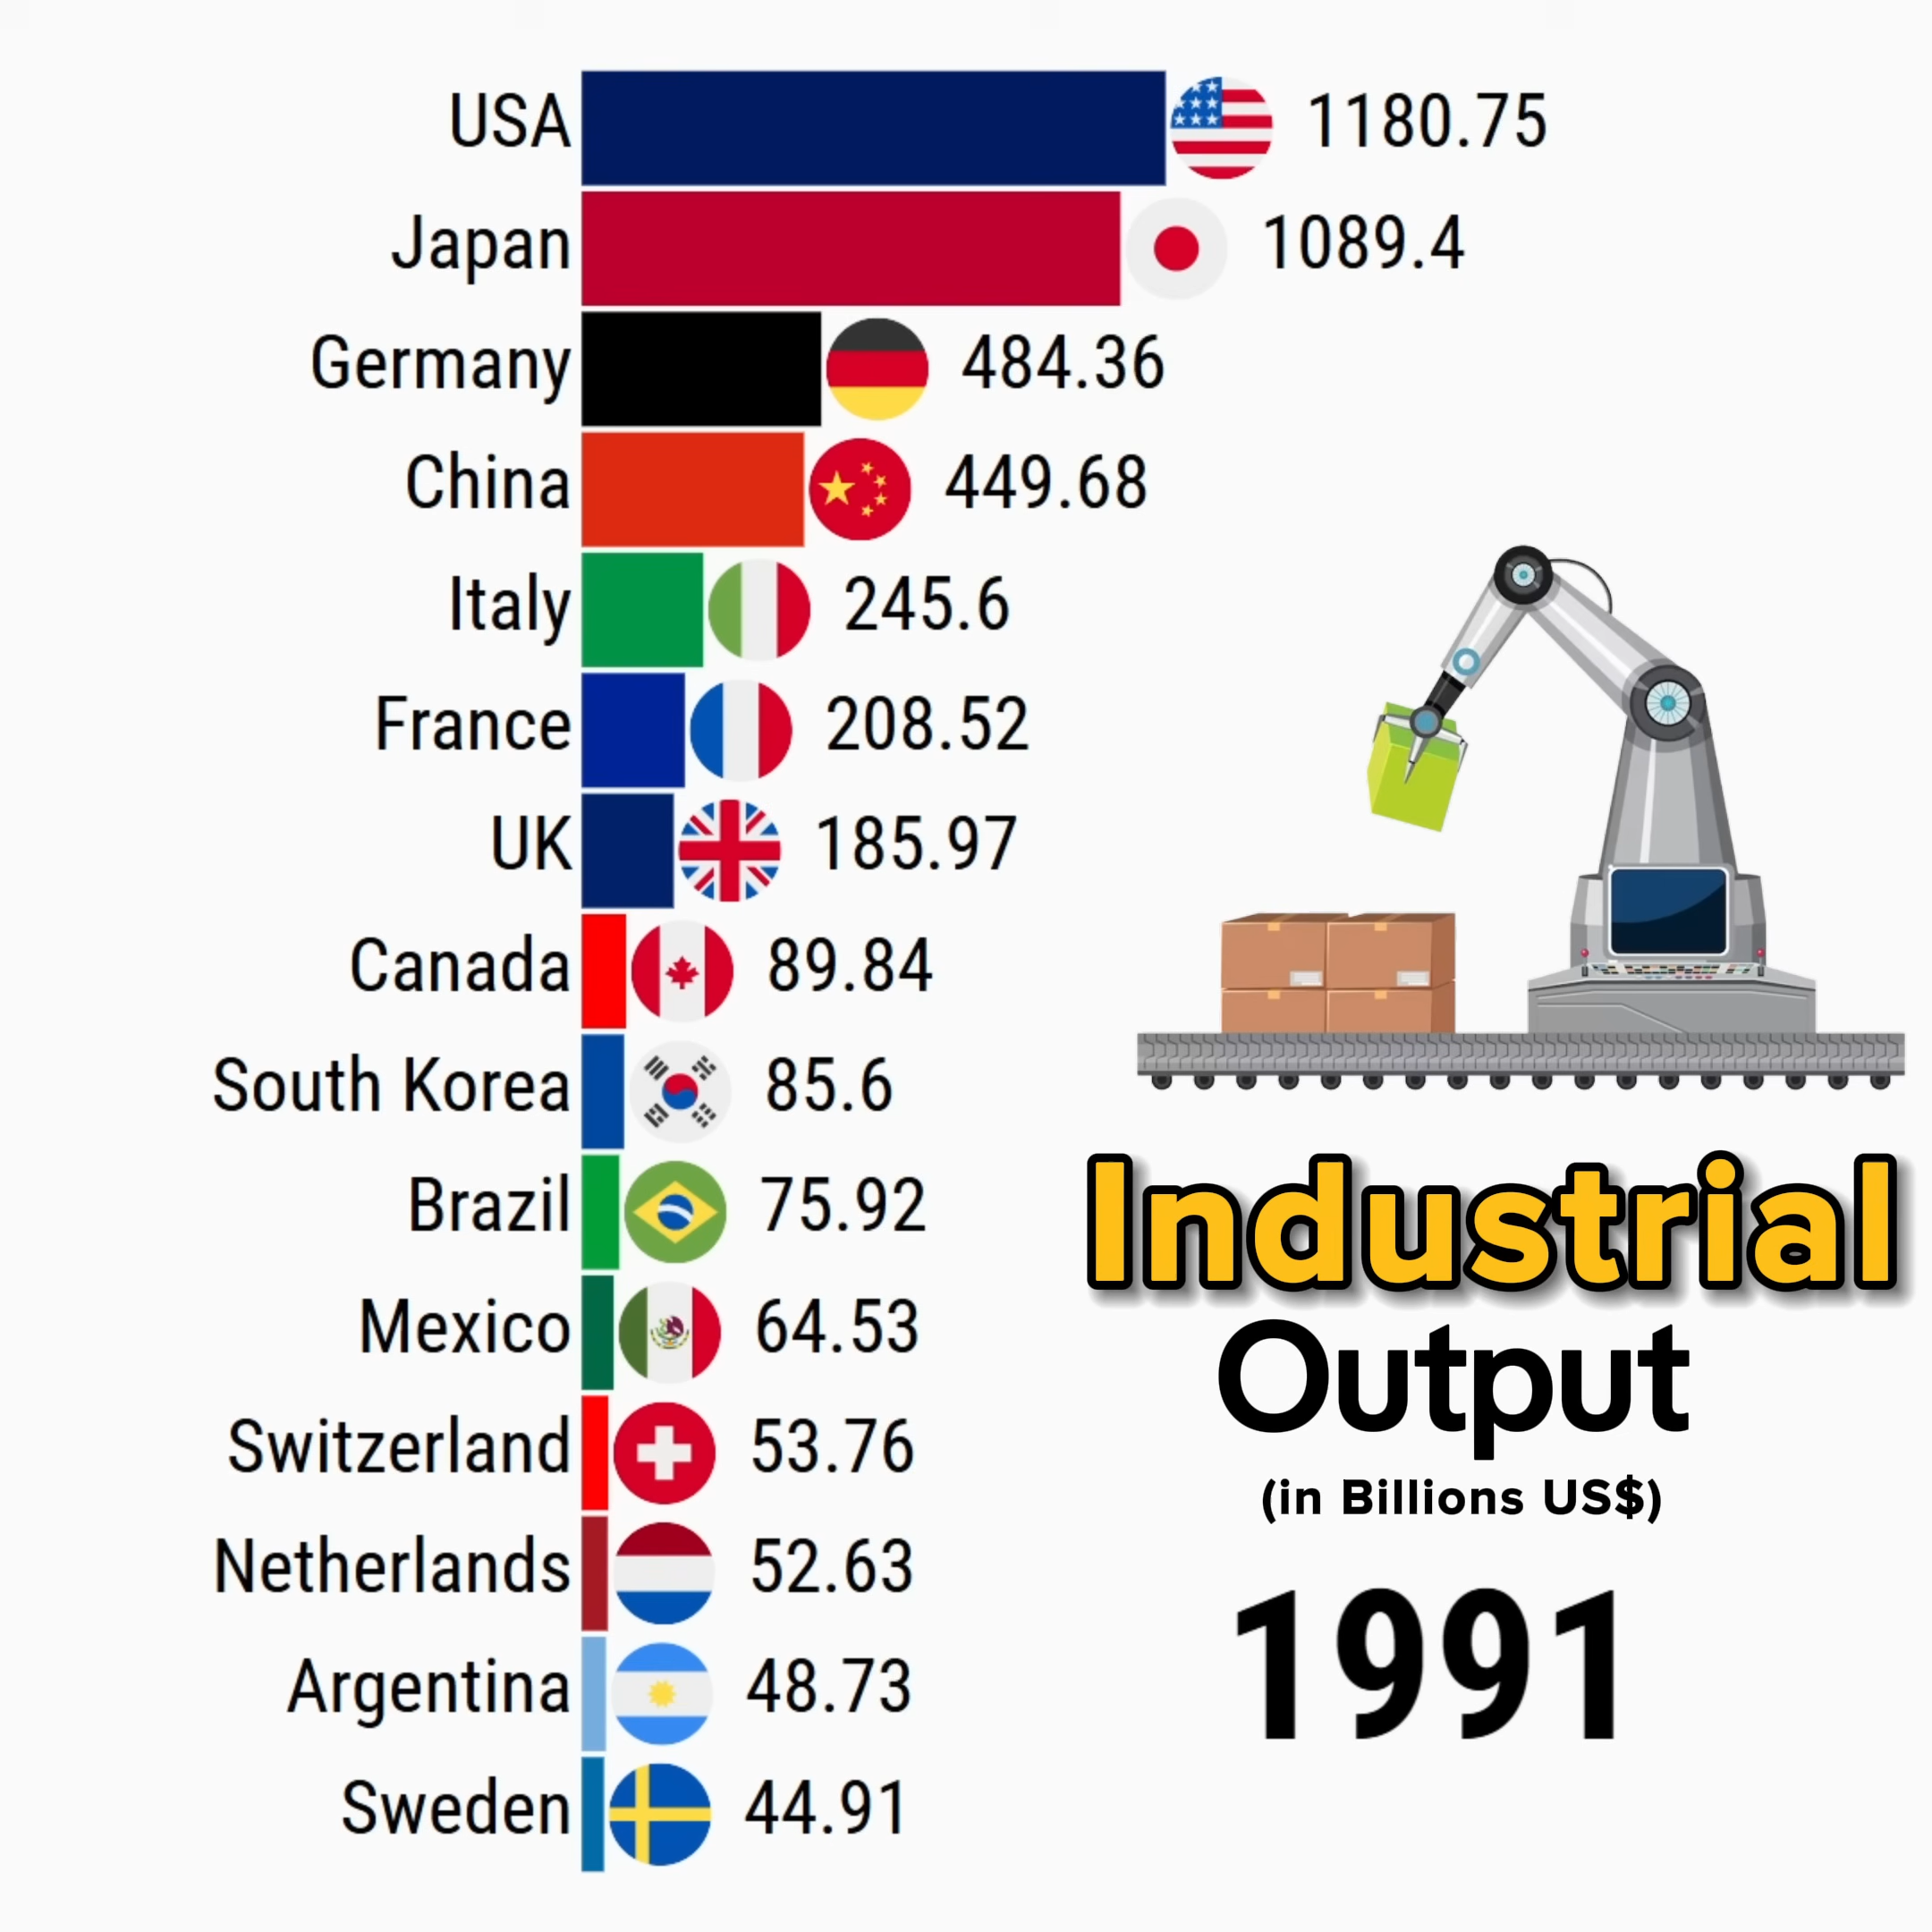 USA 1180.75
Japan 1089.4
Germany 484.36
China 449.68
Italy 245.6
France 208.52
UK 185.97
Canada 89.84
South Korea 85.6
Brazil 75.92
Mexico 64.53
Switzerland 53.76
Netherlands 52.63
Argentina 48.73
Sweden 44.91
Industrial
Output
(in Billions US$)
1991